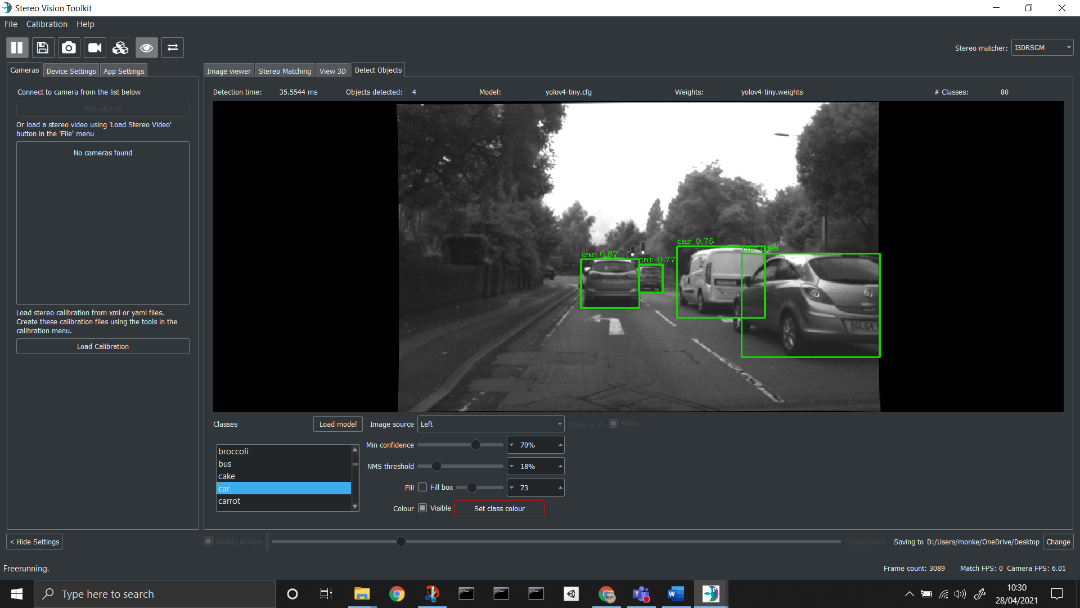 Stereo Vision Toolkit
File Calibration Help
Stereo matcher: I3DRSGM
Cameras Device Settings App Settings
Image viewer Stereo Matching View 3D Detect Objects
Connect to camera from the list below
Detection time: 35.5544 ms Objects detected: 4 Model: yolov4-tiny.cfg Weights: yolov4-tiny.weights # Classes: 80
Or load a stereo video using 'Load Stereo Video'
button in the 'File' menu
No cameras found
car 0.76
car 0.87
car 0.77
Load stereo calibration from xml or yaml files.
Create these calibration files using the tools in the
calibration menu.
Load Calibration
Classes Load model Image source Left
Min confidence 70%
broccoli
bus
cake
car
carrot
NMS threshold 18%
Fill Fill box 73
Colour Visible Set class colour
< Hide Settings
Saving to D:/Users/monke/OneDrive/Desktop Change
Freerunning.
Frame count: 3089 Match FPS: 0 Camera FPS: 6.01
Type here to search
10:30
28/04/2021